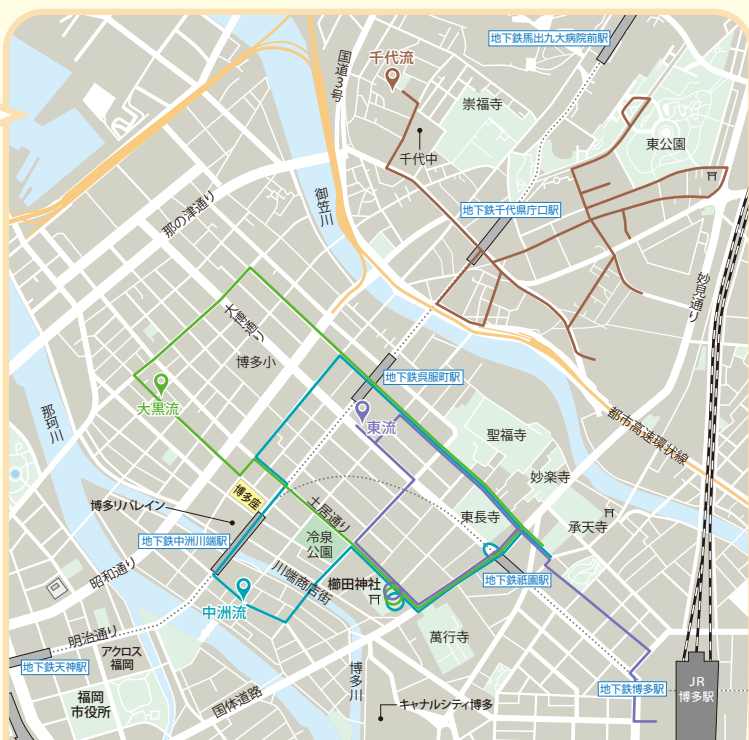 地下鉄馬出九大病院前駅
国道3号
千代流
崇福寺
千代中
東公園
御笠川
地下鉄千代県庁口駅
那の津通り
妙見通り
大博通り
博多小
地下鉄呉服町駅
大黒流
東流
那珂川
都市高速環状線
聖福寺
妙楽寺
博多座
博多リバレイン
土居通り
東長寺
承天寺
地下鉄中洲川端駅
冷泉
公園
昭和通り
川端商店街
櫛田神社
地下鉄祇園駅
中洲流
萬行寺
明治通り
アクロス
福岡
地下鉄天神駅
博多川
福岡
市役所
国体道路
キャナルシティ博多
地下鉄博多駅
JR
博多駅